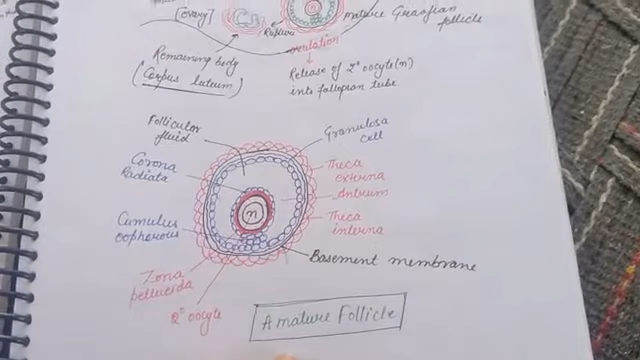 [ovary]
Rupture
mature Graafian
follicle
ovulation
Remaining body
(Corpus luteum)
Release of 2° oocyte(n)
into fallopian tube
Follicular
fluid
Granulosa
cell
Corona
Radiata
Theca
externa
Antrum
Theca
interna
Cumulus
oopherous
n
Basement membrane
Zona
pellucida
2° oocyte
A mature Follicle